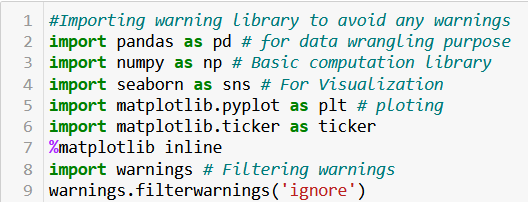 1 #Importing warning library to avoid any warnings
2 import pandas as pd # for data wrangling purpose
3 import numpy as np # Basic computation library
4 import seaborn as sns # For Visualization
5 import matplotlib.pyplot as plt # ploting
6 import matplotlib.ticker as ticker
7 %matplotlib inline
8 import warnings # Filtering warnings
9 warnings.filterwarnings('ignore')